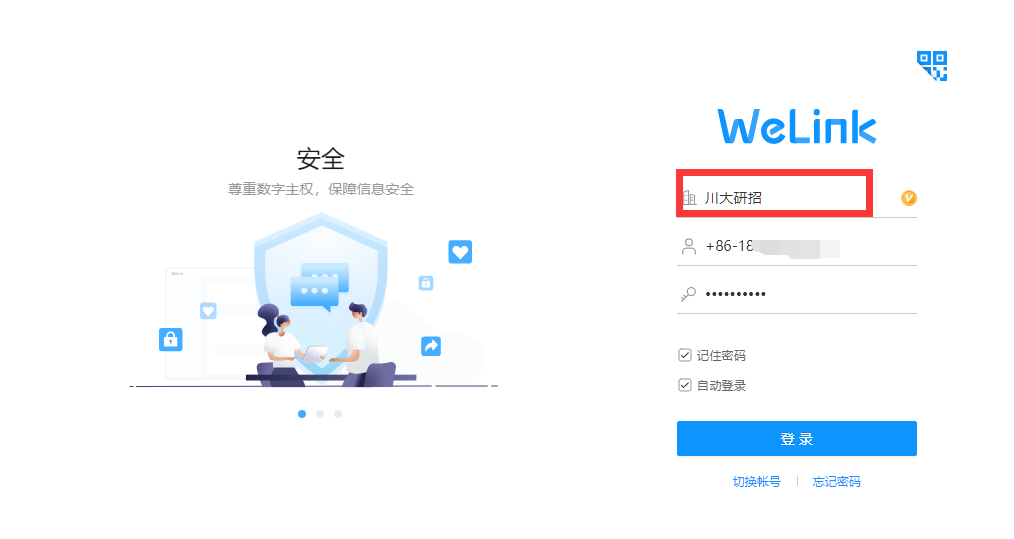 WeLink
安全
尊重数字主权，保障信息安全
川大研招
+86-18
••••••••••
记住密码
自动登录
登 录
切换帐号 | 忘记密码